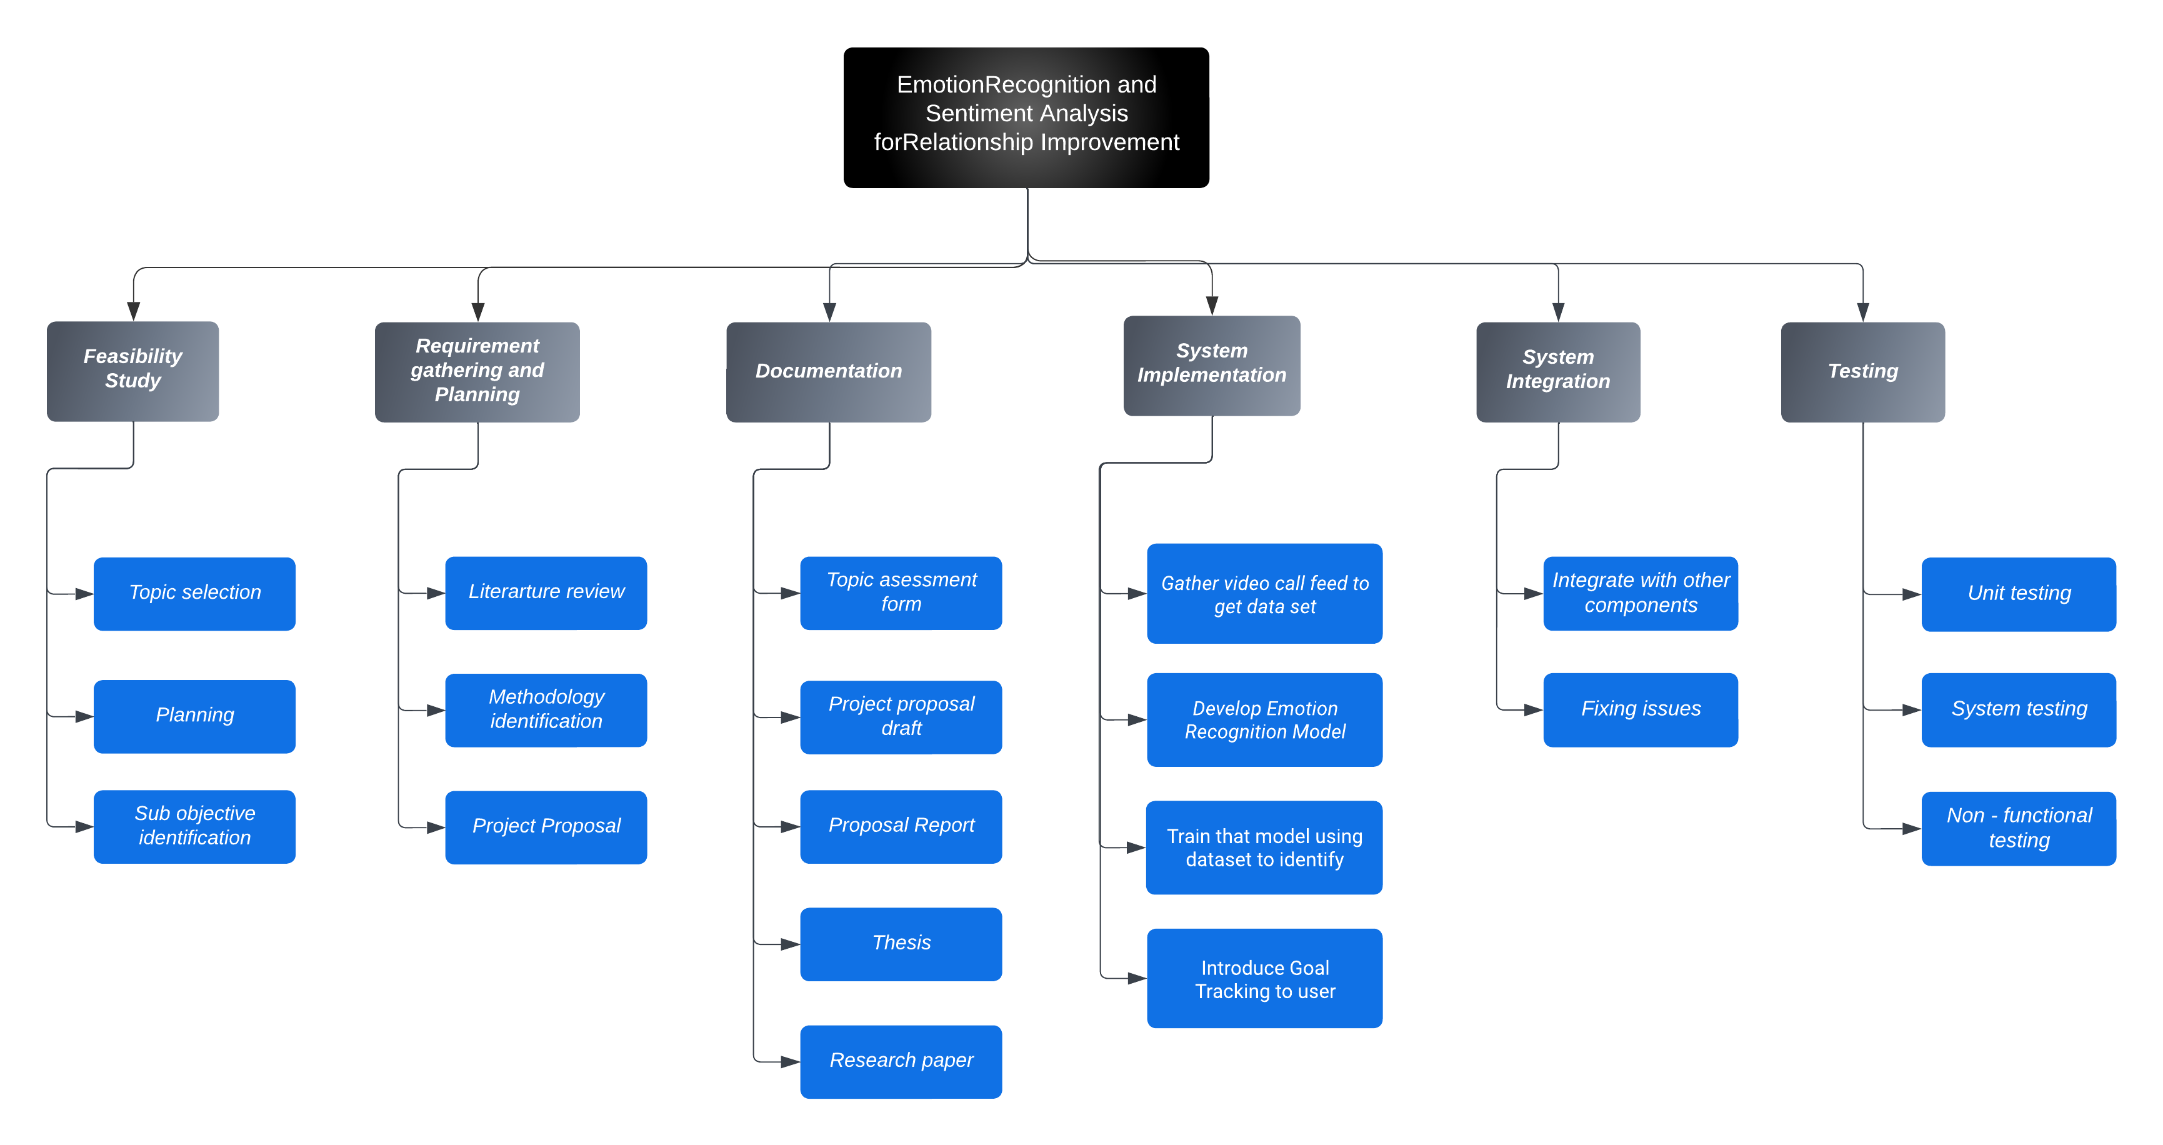 EmotionRecognition and
Sentiment Analysis
forRelationship Improvement
Feasibility
Study
Requirement
gathering and
Planning
Documentation
System
Implementation
System
Integration
Testing
Topic selection
Planning
Sub objective
identification
Literarture review
Methodology
identification
Project Proposal
Topic asessment
form
Project proposal
draft
Proposal Report
Thesis
Research paper
Gather video call feed to
get data set
Develop Emotion
Recognition Model
Train that model using
dataset to identify
Introduce Goal
Tracking to user
Integrate with other
components
Fixing issues
Unit testing
System testing
Non - functional
testing